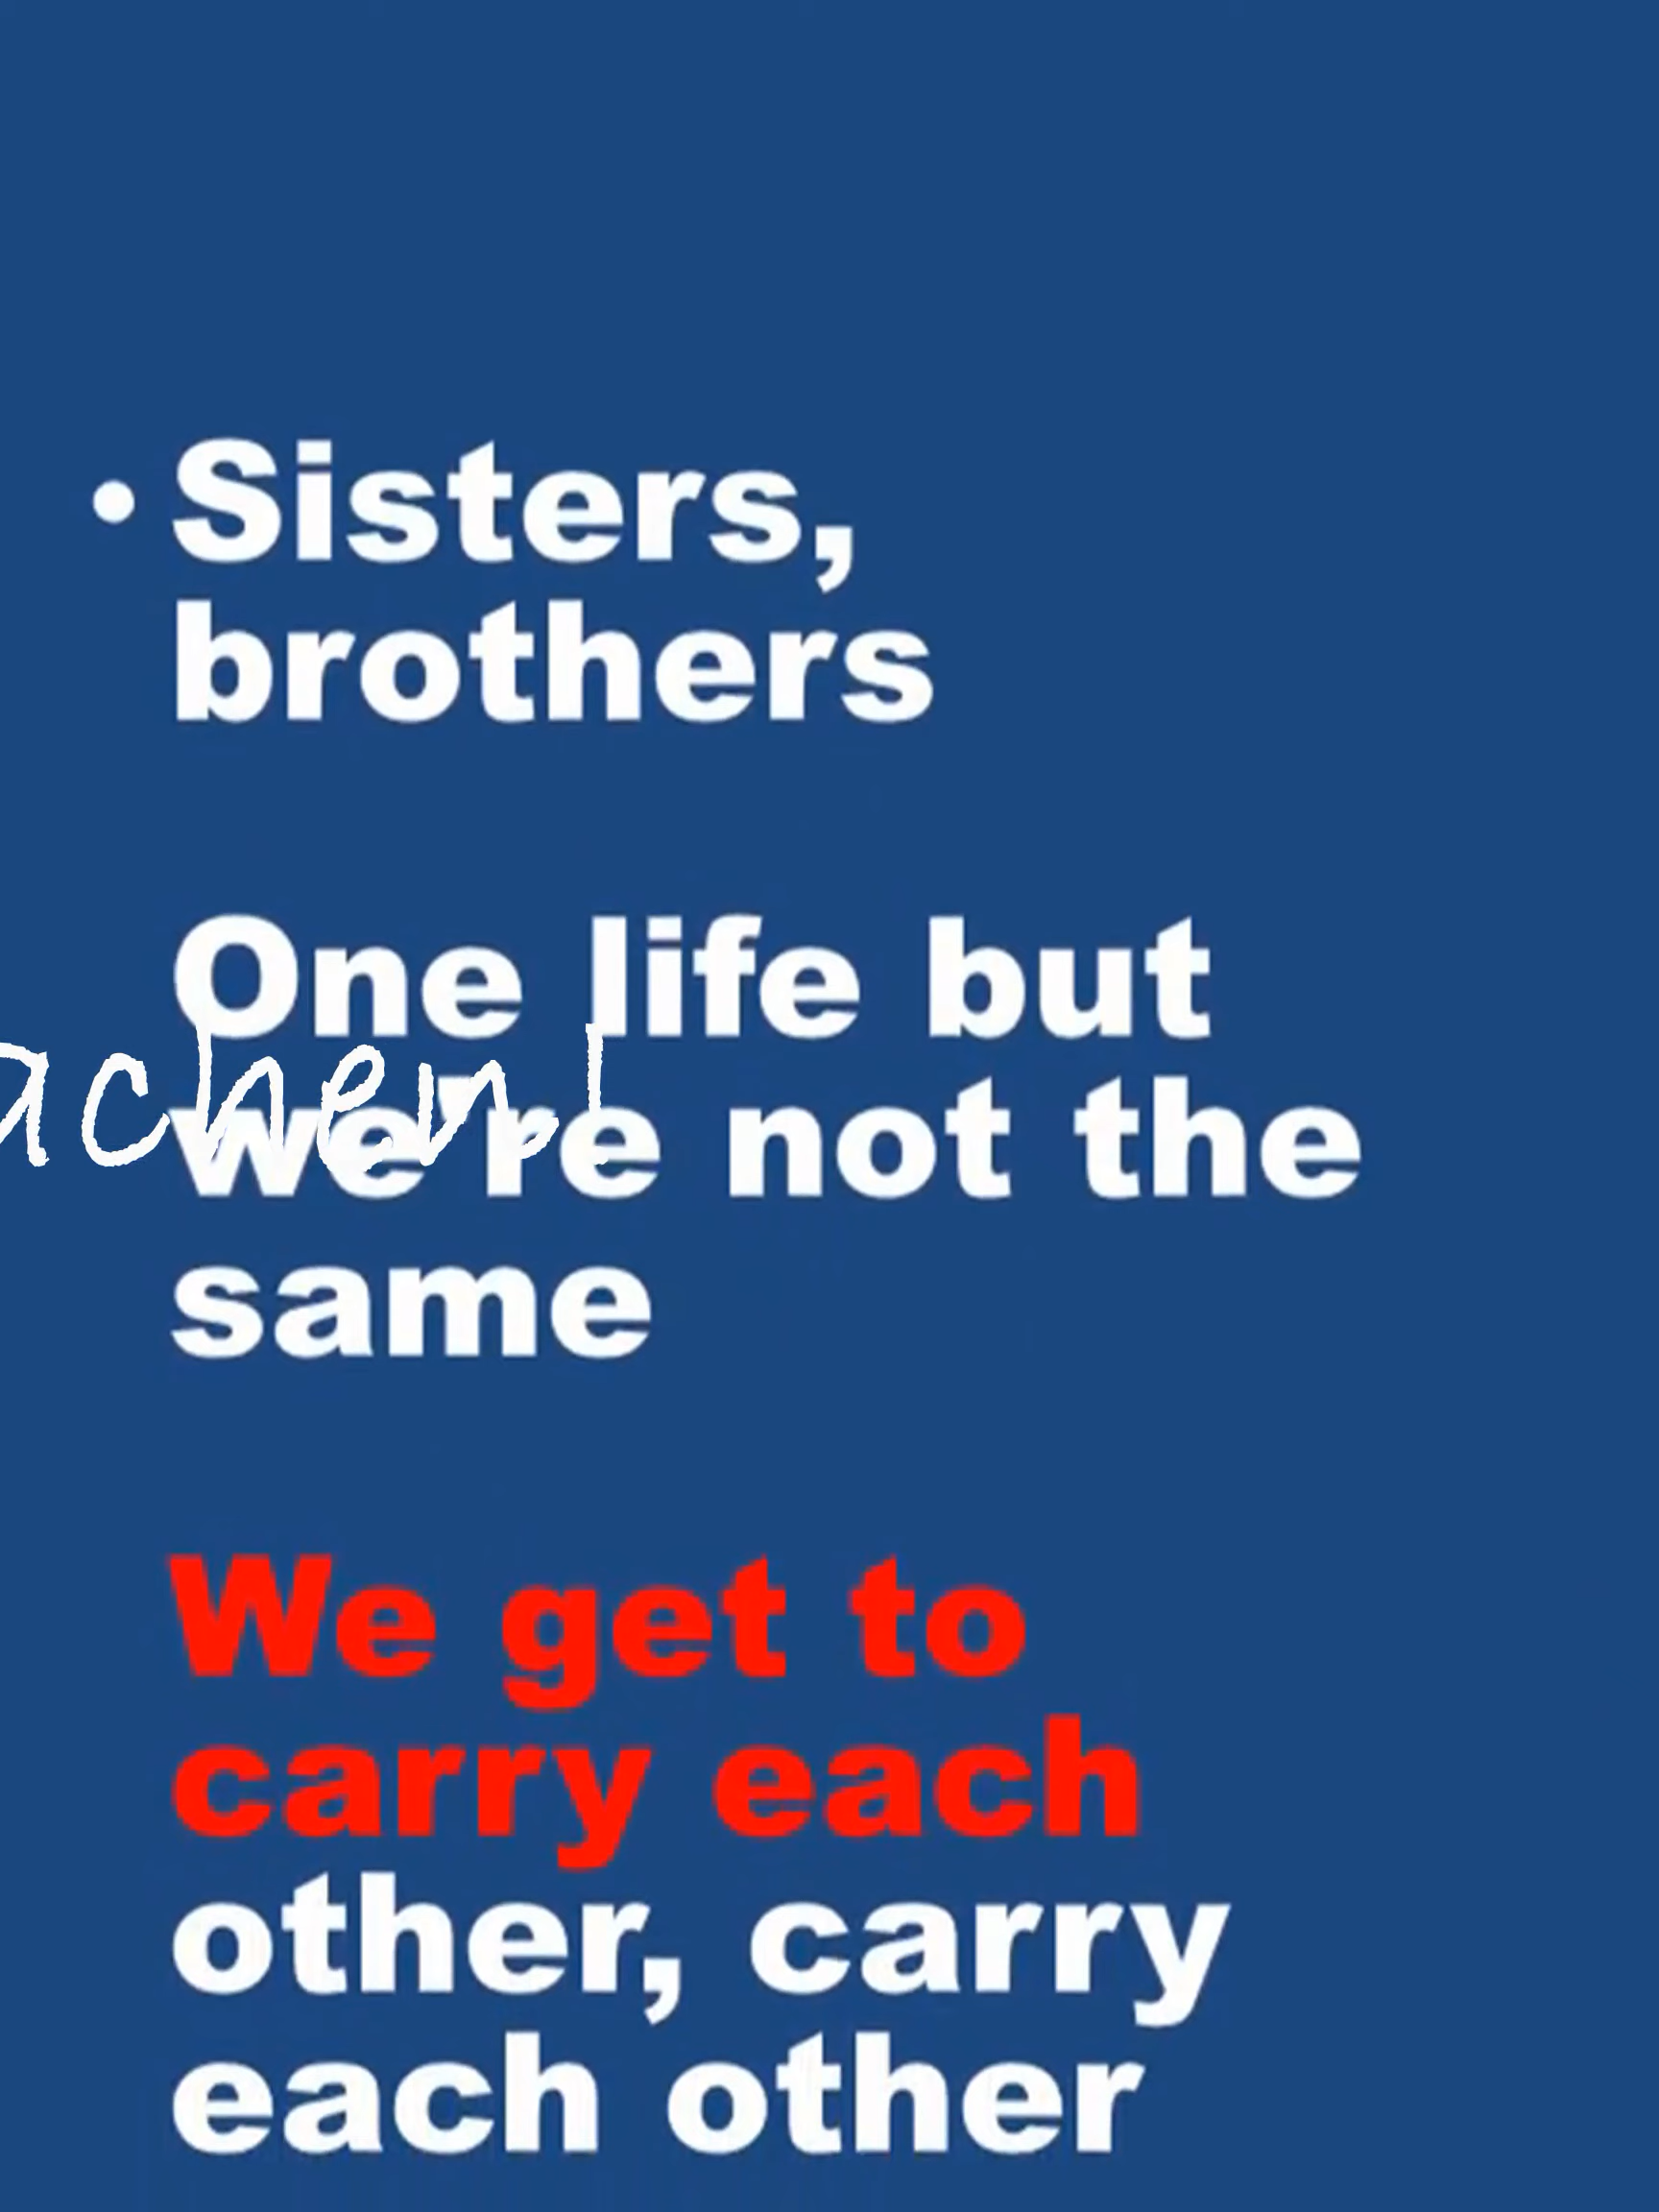 • Sisters,
brothers
One life but
we're not the
same
We get to
carry each
other, carry
each other